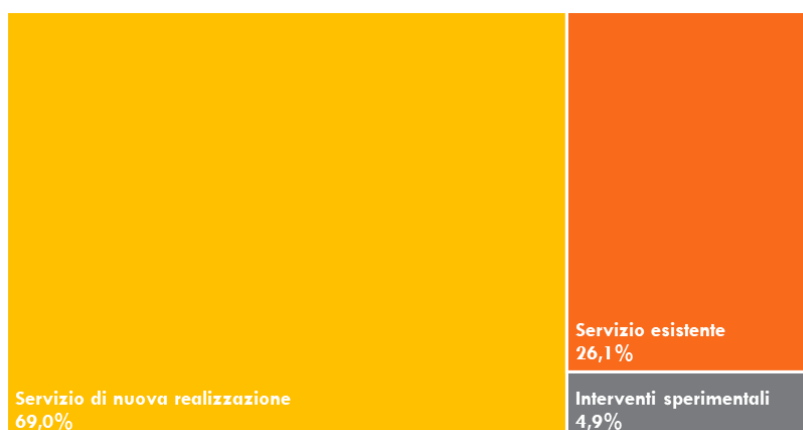 Servizio di nuova realizzazione
69,0%
Servizio esistente
26,1%
Interventi sperimentali
4,9%